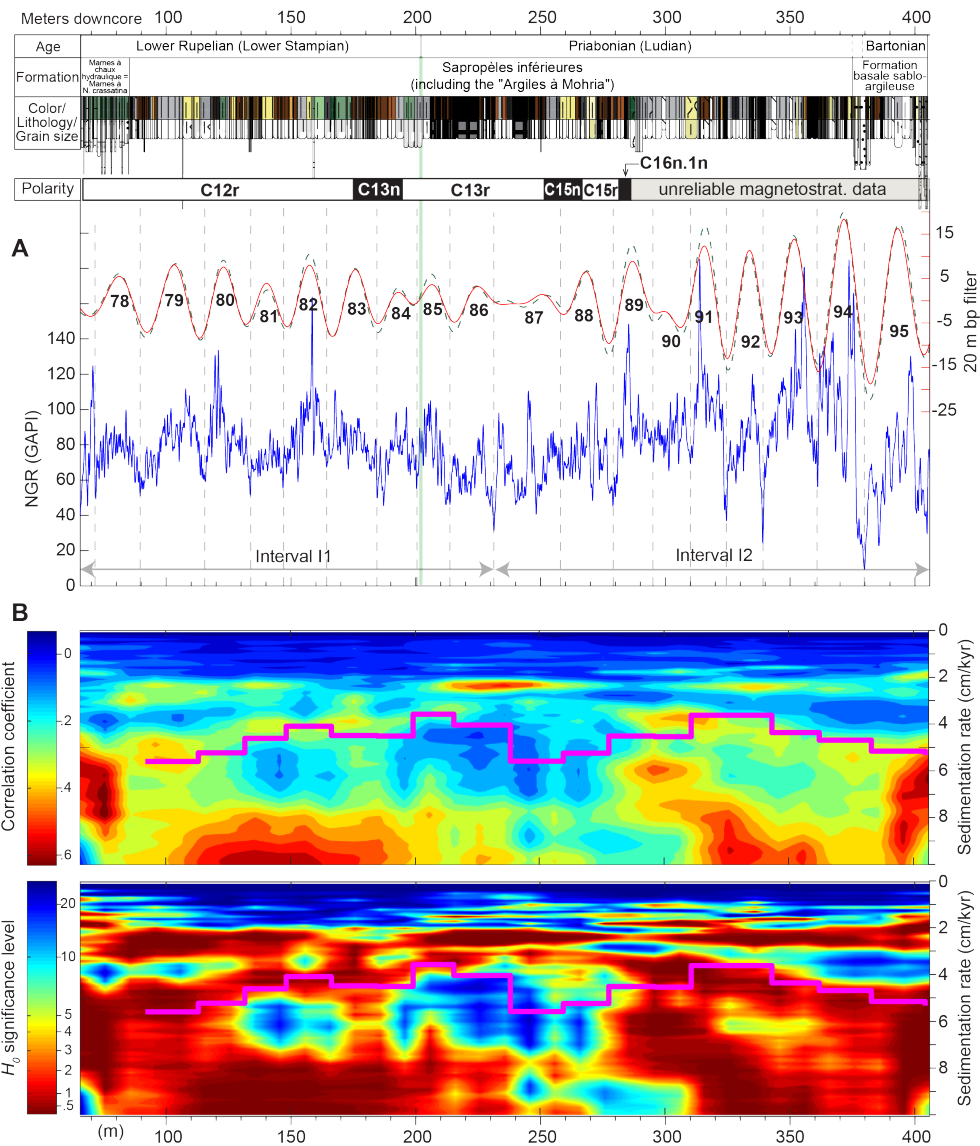 Meters downcore 100 150 200 250 300 350 400
Age Lower Rupelian (Lower Stampian) Priabonian (Ludian) Bartonian
Formation
Marnes à
chaux
hydraulique =
Marnes à
N. crassatina
Sapropèles inférieures
(including the "Argiles à Mohria")
Formation
basale sablo-
argileuse
Color/
Lithology/
Grain size
C16n.1n
Polarity C12r C13n C13r C15n C15r unreliable magnetostrat. data
A
78 79 80 81 82 83 84 85 86 87 88 89 90 91 92 93 94 95
15
5
-5
-15
-25
20 m bp filter
140
120
100
80
60
40
20
0
NGR (GAPI)
Interval I1 Interval I2
B
0
-2
-4
6
Correlation coefficient
0
2
4
6
8
Sedimentation rate (cm/kyr)
20
10
5
4
3
2
1
.5
H0 significance level
0
2
4
6
8
Sedimentation rate (cm/kyr)
(m) 100 150 200 250 300 350 400